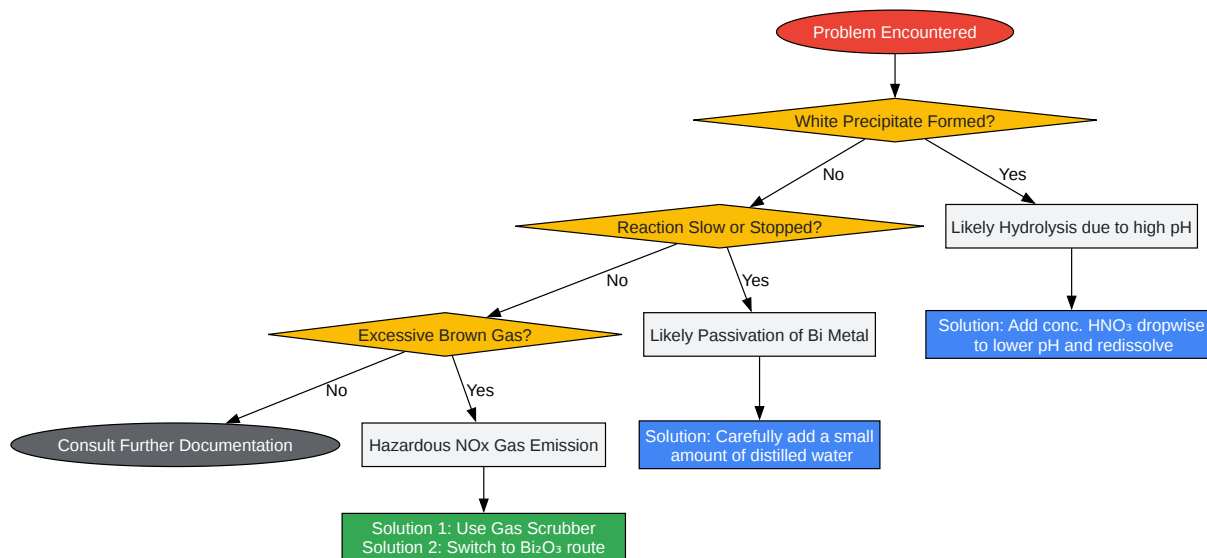 Problem Encountered
White Precipitate Formed?
No
Yes
Reaction Slow or Stopped?
Likely Hydrolysis due to high pH
No
Yes
Excessive Brown Gas?
Likely Passivation of Bi Metal
Solution: Add conc. HNO₃ dropwise
to lower pH and redissolve
No
Yes
Consult Further Documentation
Hazardous NOx Gas Emission
Solution: Carefully add a small
amount of distilled water
Solution 1: Use Gas Scrubber
Solution 2: Switch to Bi₂O₃ route